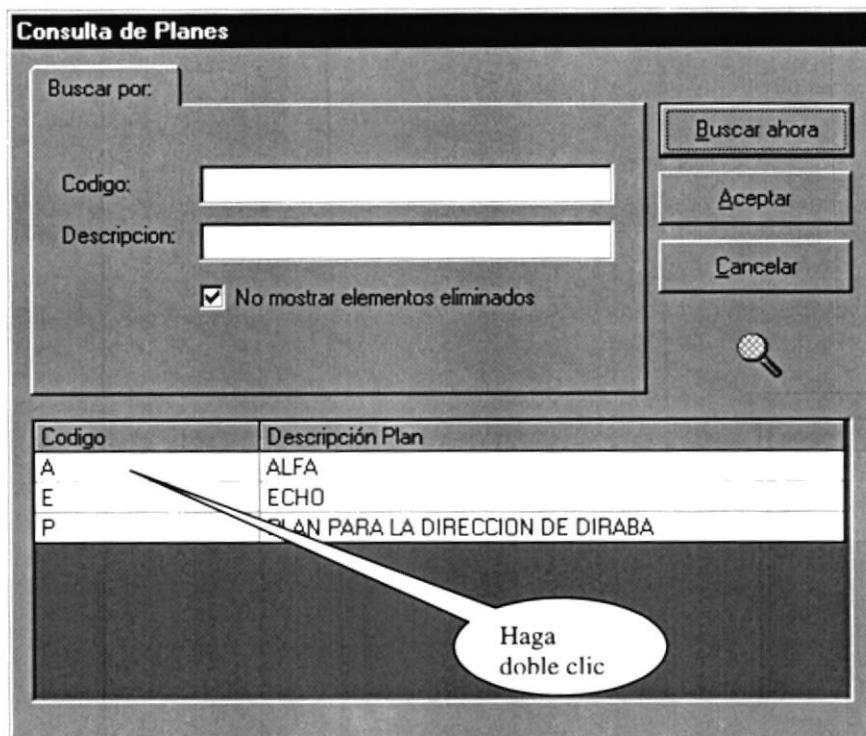 Consulta de Planes
Buscar por:
Codigo:
Descripcion:
No mostrar elementos eliminados
Buscar ahora
Aceptar
Cancelar
Codigo Descripción Plan
A ALFA
E ECHO
P PLAN PARA LA DIRECCION DE DIRABA
Haga
doble clic